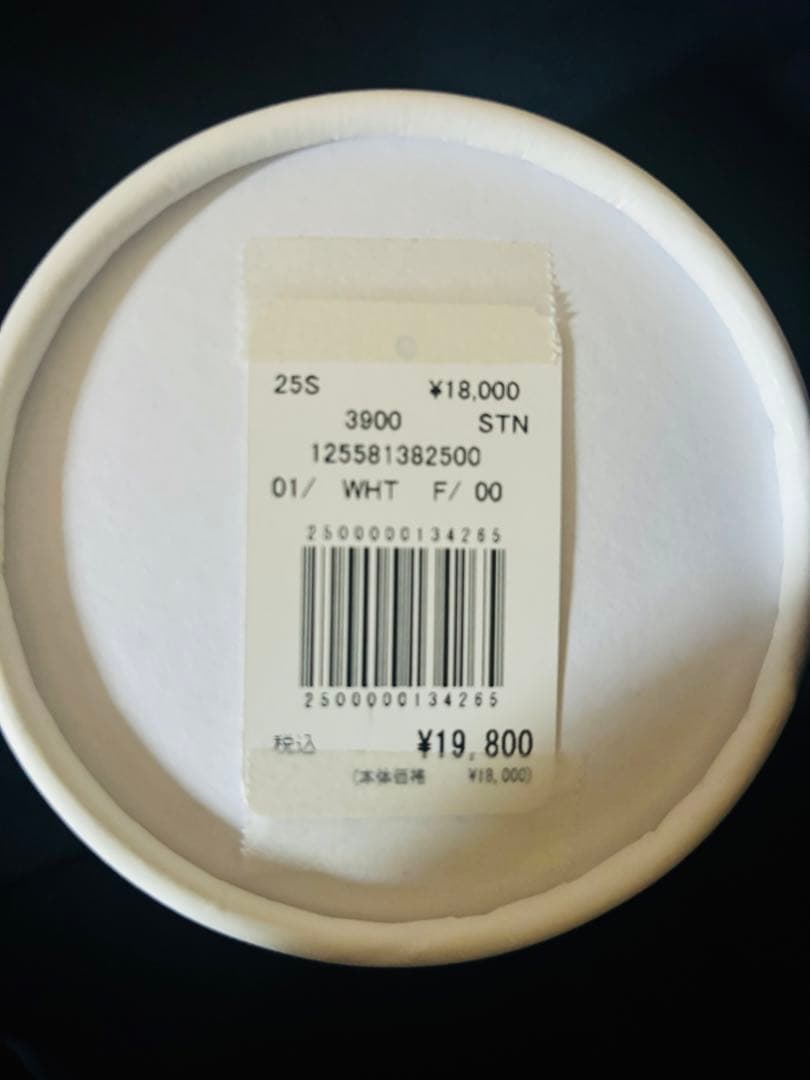 25S ¥18,000
3900 STN
125581382500
01/ WHT F/ 00
2500000134265
2500000134265
税込 ¥19,800
(本体価格 ¥18,000)